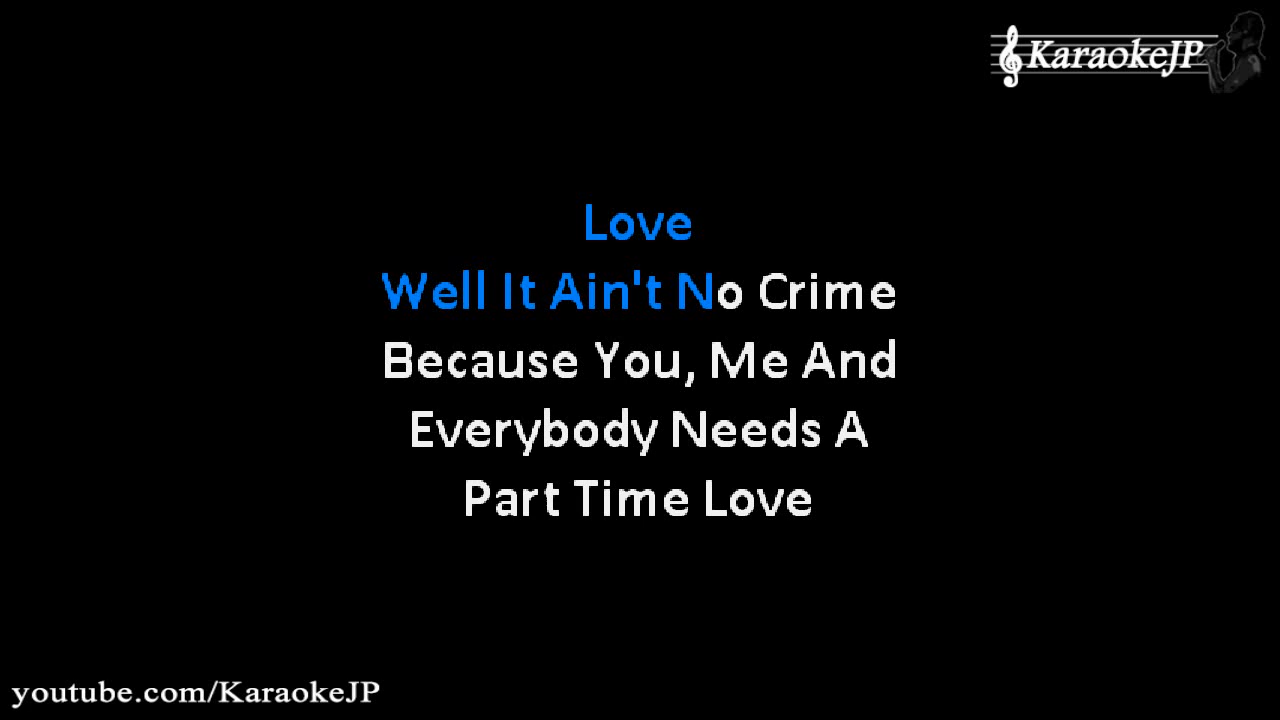 KaraokeJP
Love
Well It Ain't No Crime
Because You, Me And
Everybody Needs A
Part Time Love
youtube.com/KaraokeJP